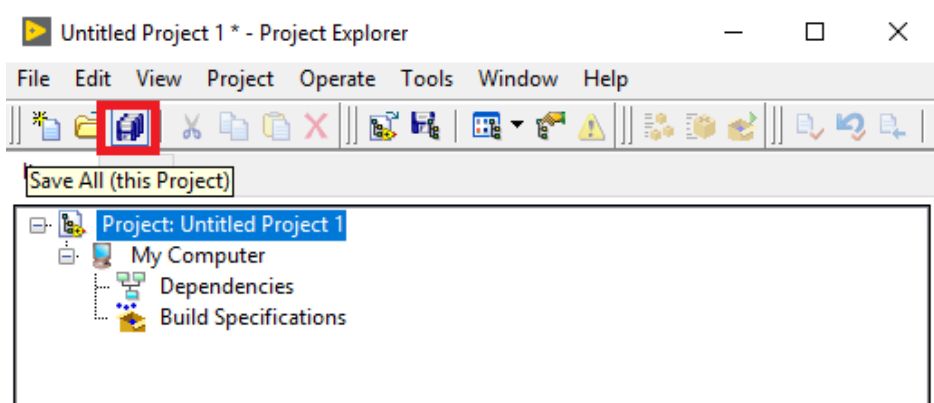 Untitled Project 1 * - Project Explorer
File Edit View Project Operate Tools Window Help
Save All (this Project)
Project: Untitled Project 1
My Computer
Dependencies
Build Specifications